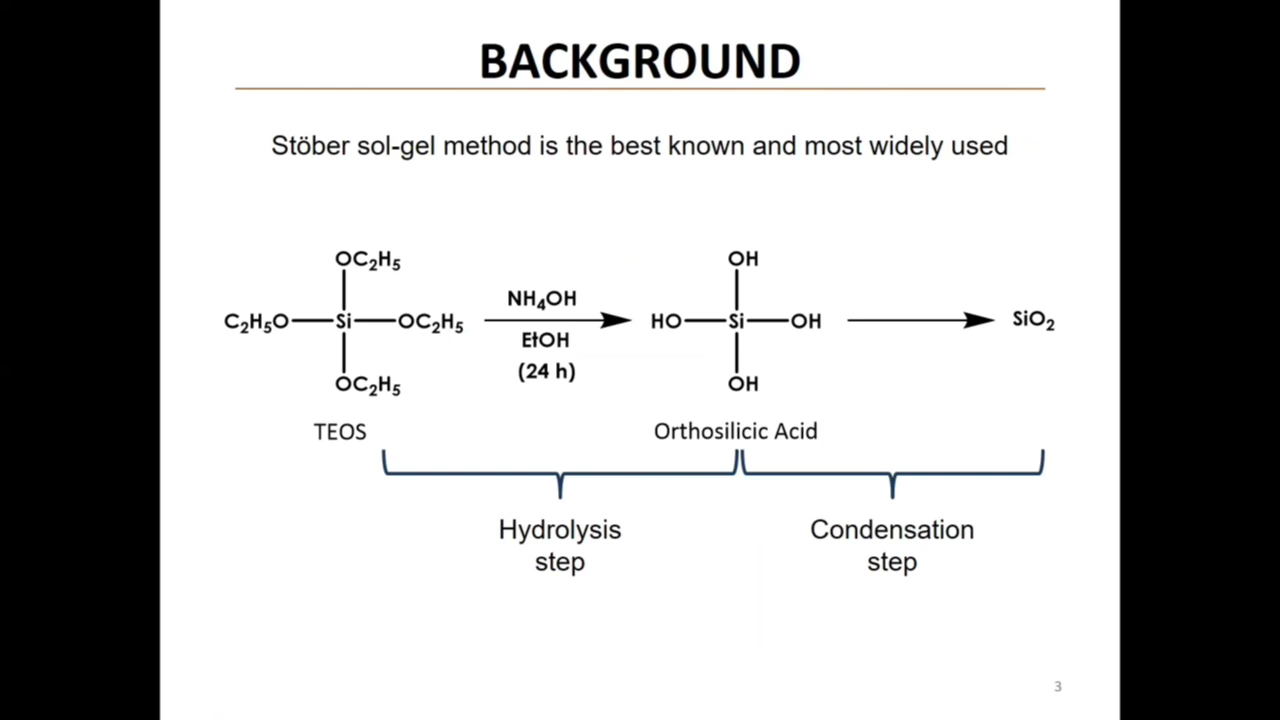 BACKGROUND
Stöber sol-gel method is the best known and most widely used
OC₂H₅
C₂H₅O—Si—OC₂H₅
OC₂H₅
TEOS
NH₄OH
EtOH
(24 h)
OH
HO—Si—OH
OH
Orthosilicic Acid
SiO₂
Hydrolysis
step
Condensation
step
3